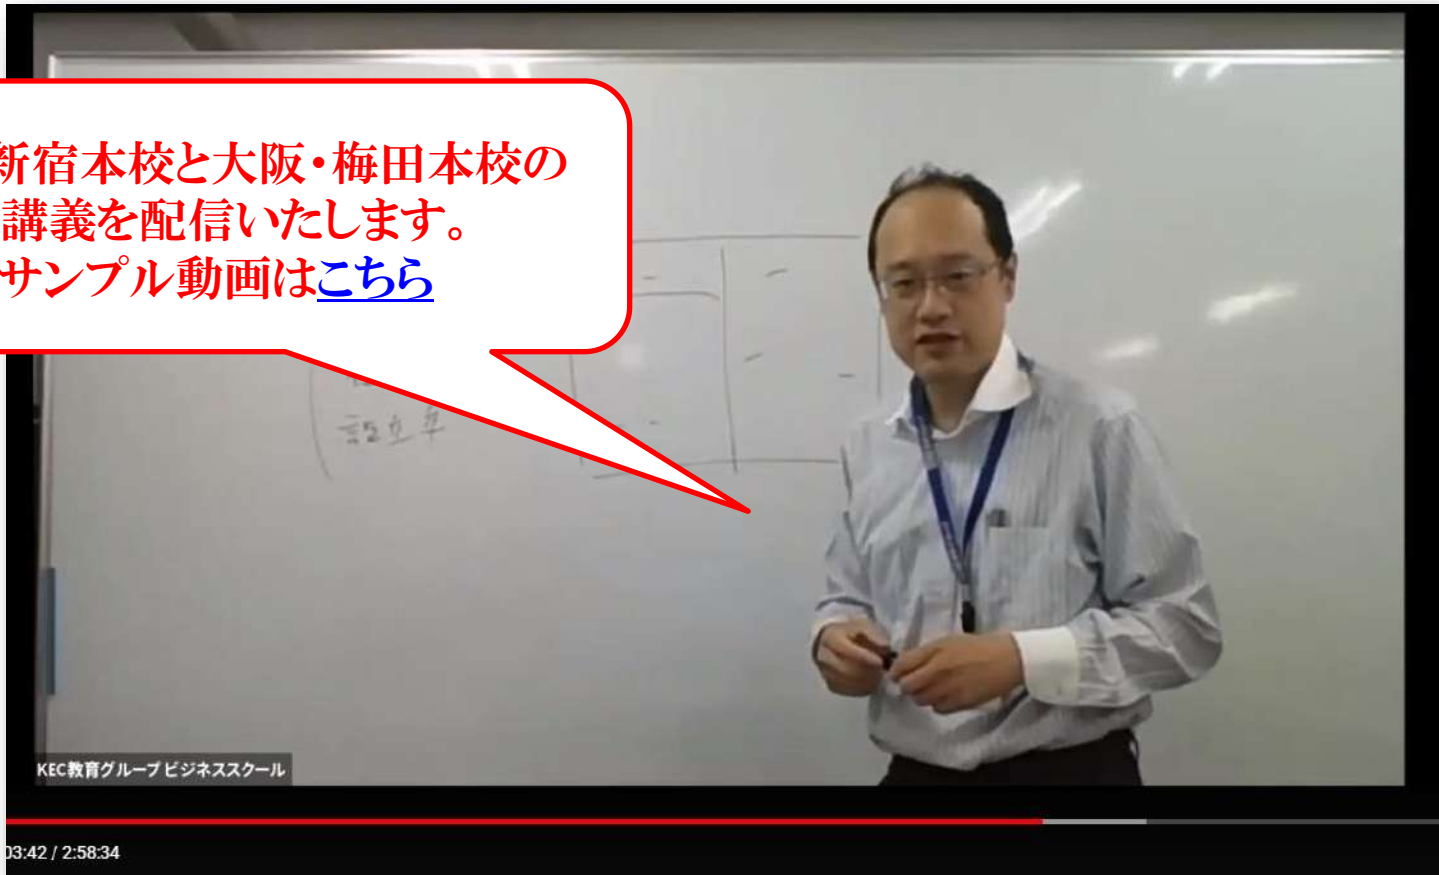 新宿本校と大阪・梅田本校の
講義を配信いたします。
サンプル動画はこちら
KEC教育グループ ビジネススクール
03:42 / 2:58:34